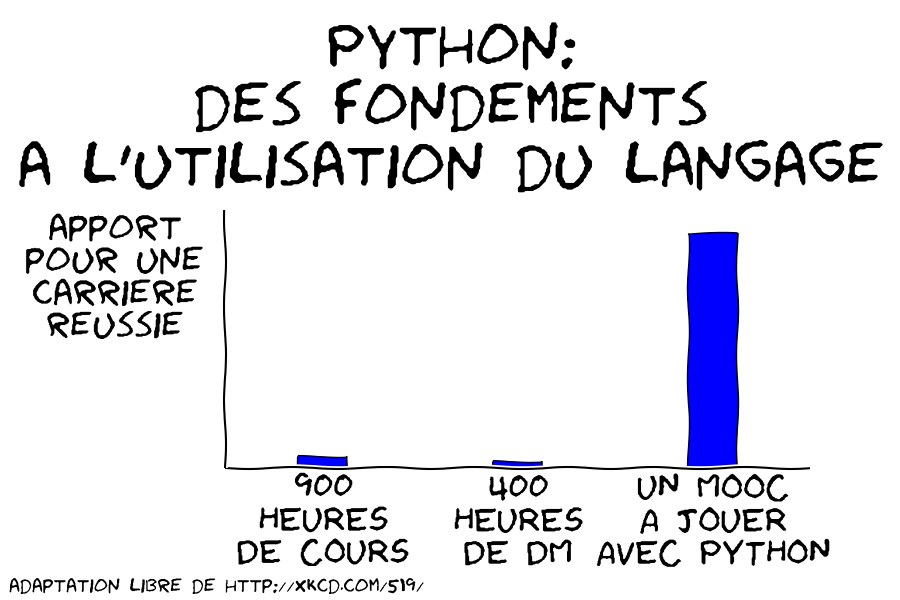 PYTHON:
DES FONDEMENTS
A L'UTILISATION DU LANGAGE
APPORT
POUR UNE
CARRIERE
REUSSIE
900
HEURES
DE COURS
400
HEURES
DE DM
UN MOOC
A JOUER
AVEC PYTHON
ADAPTATION LIBRE DE HTTP://XKCD.COM/519/